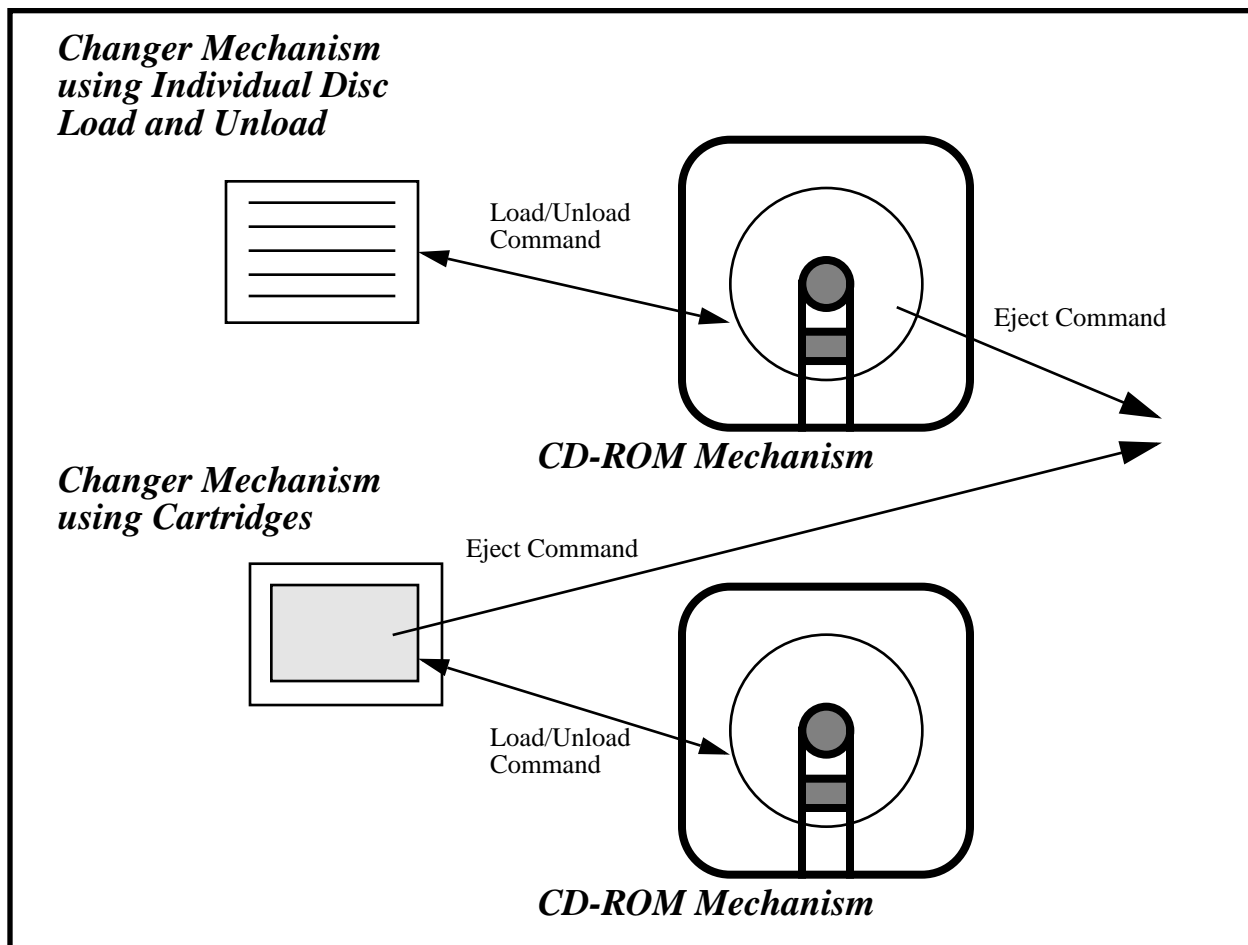 Changer Mechanism
using Individual Disc
Load and Unload
Load/Unload
Command
Eject Command
CD-ROM Mechanism
Changer Mechanism
using Cartridges
Eject Command
Load/Unload
Command
CD-ROM Mechanism